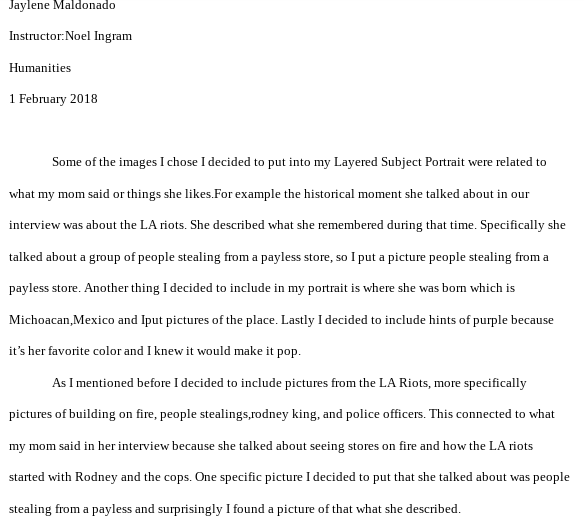 Jaylene Maldonado
Instructor:Noel Ingram
Humanities
1 February 2018
Some of the images I chose I decided to put into my Layered Subject Portrait were related to
what my mom said or things she likes.For example the historical moment she talked about in our
interview was about the LA riots. She described what she remembered during that time. Specifically she
talked about a group of people stealing from a payless store, so I put a picture people stealing from a
payless store. Another thing I decided to include in my portrait is where she was born which is
Michoacan,Mexico and Iput pictures of the place. Lastly I decided to include hints of purple because
it’s her favorite color and I knew it would make it pop.
As I mentioned before I decided to include pictures from the LA Riots, more specifically
pictures of building on fire, people stealings,rodney king, and police officers. This connected to what
my mom said in her interview because she talked about seeing stores on fire and how the LA riots
started with Rodney and the cops. One specific picture I decided to put that she talked about was people
stealing from a payless and surprisingly I found a picture of that what she described.